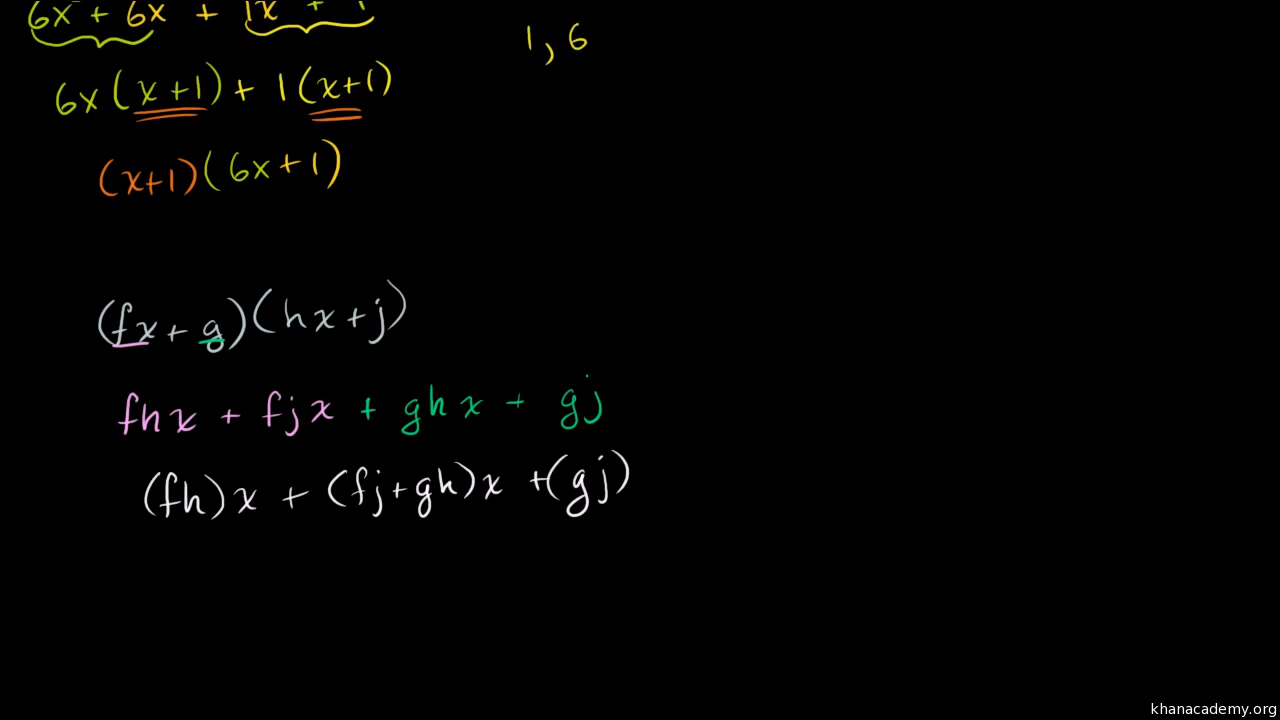 6x² + 6x + 1x + 1
1, 6
6x(x+1) + 1(x+1)
(x+1)(6x+1)
(fx+g)(hx+j)
fhx + fjx + ghx + gj
(fh)x + (fj+gh)x + (gj)
khanacademy.org